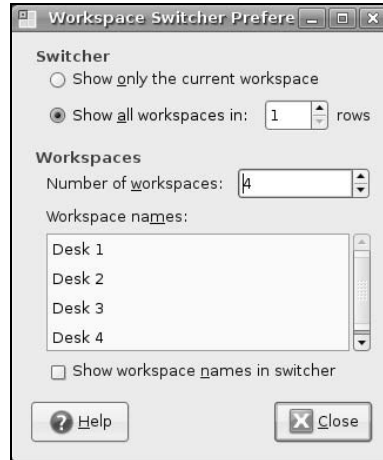 Workspace Switcher Prefere
Switcher
Show only the current workspace
Show all workspaces in: 1 rows
Workspaces
Number of workspaces: 4
Workspace names:
Desk 1
Desk 2
Desk 3
Desk 4
Show workspace names in switcher
Help Close